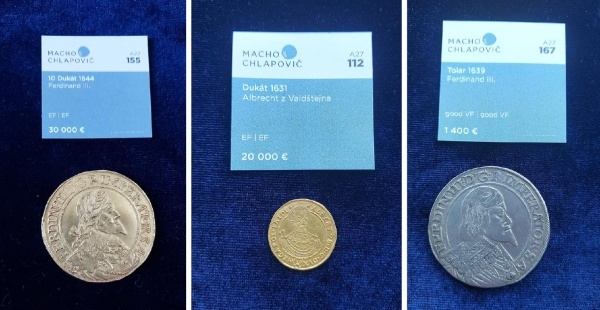 MACHO
CHLAPOVIČ
A27
155
10 Dukát 1644
Ferdinand III.
EF | EF
30 000 €
MACHO
CHLAPOVIČ
A27
112
Dukát 1631
Albrecht z Valdštejna
EF | EF
20 000 €
MACHO
CHLAPOVIČ
A27
167
Toliar 1639
Ferdinand III.
good VF | good VF
1 400 €